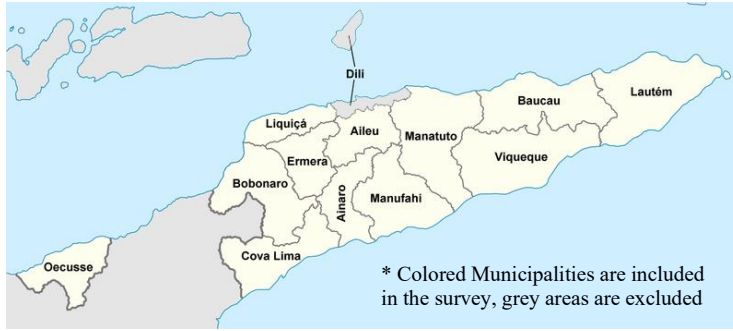 Dili
Baucau
Lautém
Liquiçá
Aileu
Manatuto
Ermera
Viqueque
Bobonaro
Ainaro
Manufahi
Cova Lima
Oecusse
* Colored Municipalities are included
in the survey, grey areas are excluded